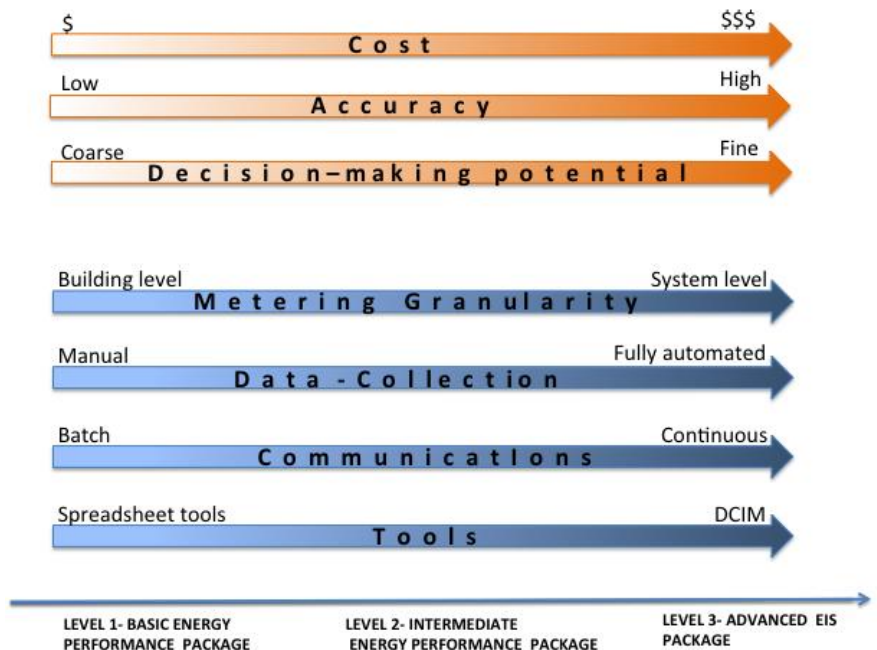 $ $$$
Cost
Low High
Accuracy
Coarse Fine
Decision-making potential
Building level System level
Metering Granularity
Manual Fully automated
Data-Collection
Batch Continuous
CommunicatIons
Spreadsheet tools DCIM
Tools
LEVEL 1- BASIC ENERGY
PERFORMANCE PACKAGE
LEVEL 2- INTERMEDIATE
ENERGY PERFORMANCE PACKAGE
LEVEL 3- ADVANCED EIS
PACKAGE